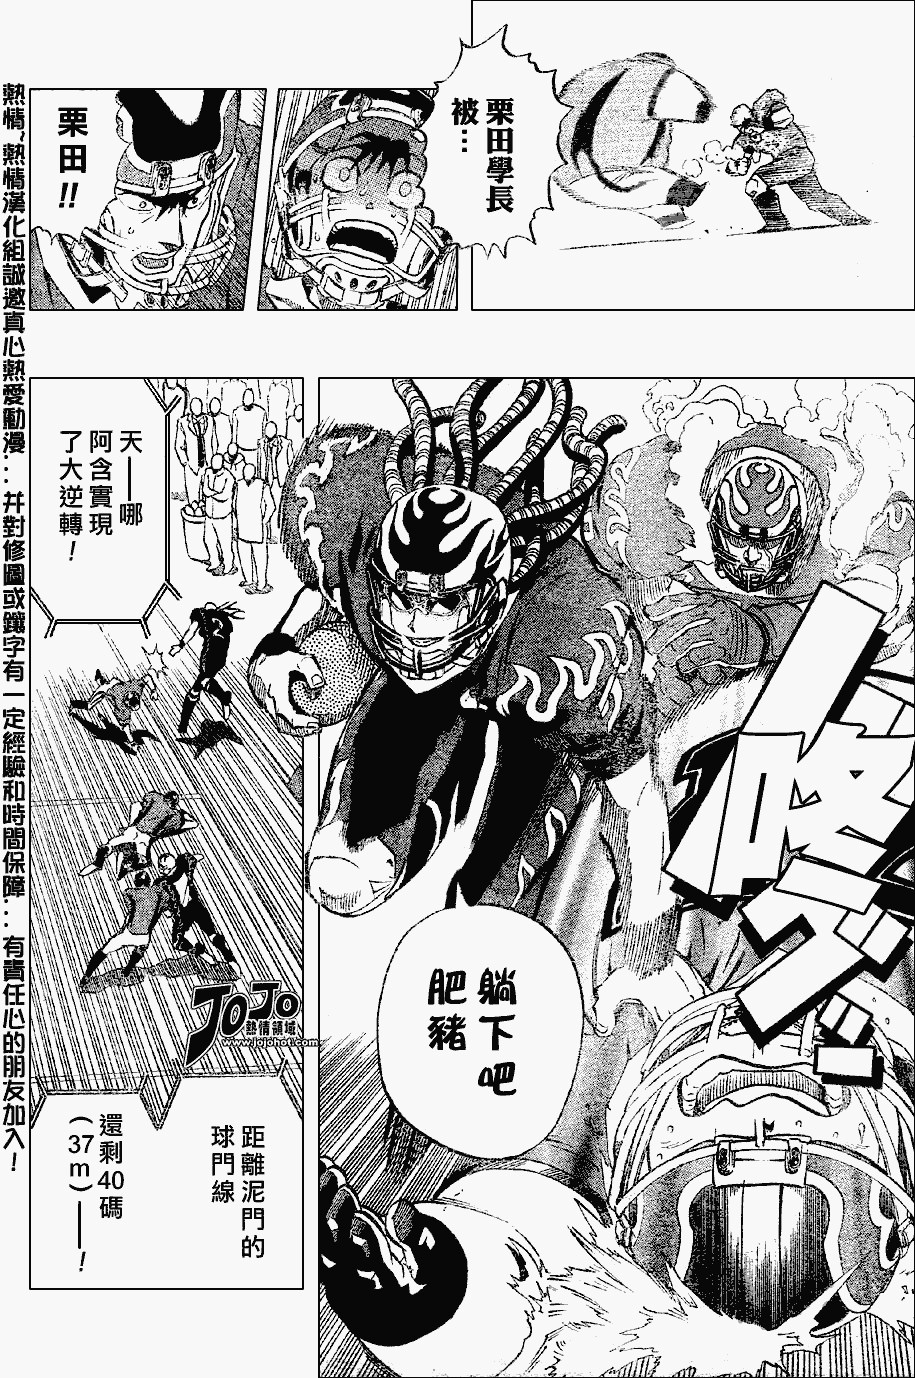 栗田學長
被…
栗田!!
躺下吧
肥豬
天——哪
阿含實現
了大逆轉!
距離泥門的
球門線
還剩40碼
(37m)——!
JOJO
熱情領域
www.jojohot.com
熱情~熱情漢化組誠邀真心熱愛動漫…并對修圖或鑲字有一定經驗和時間保障…有責任心的朋友加入!